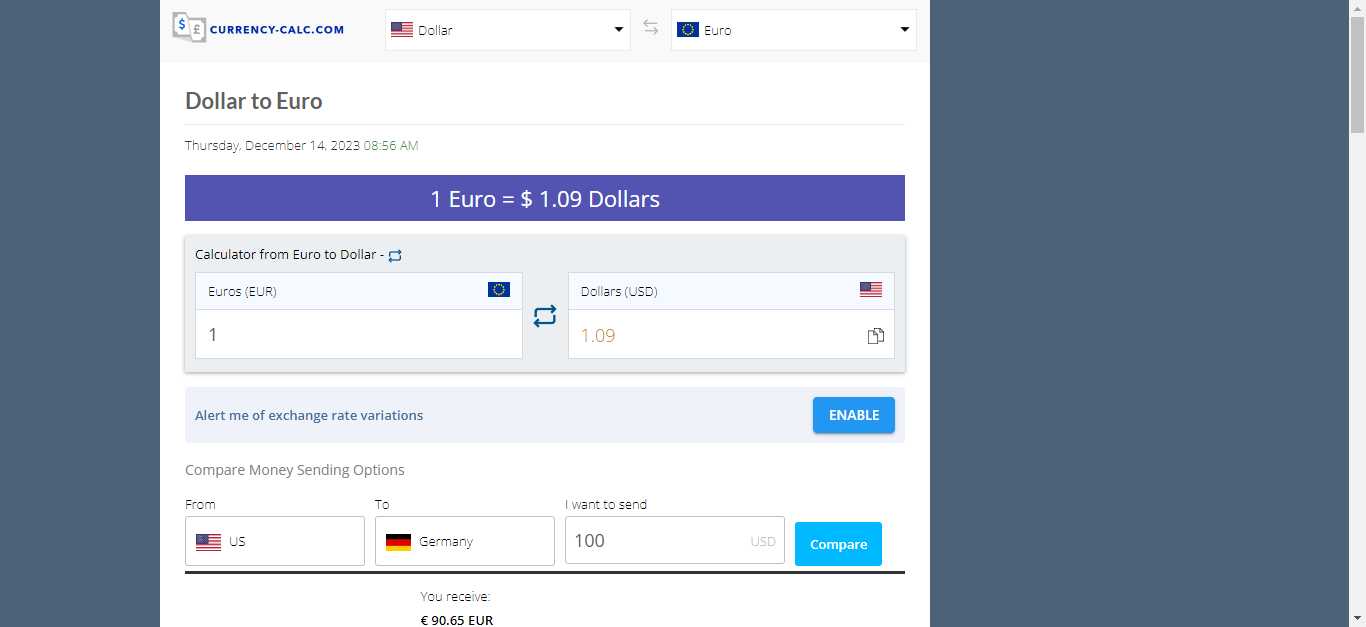 CURRENCY-CALC.COM
Dollar
Euro
Dollar to Euro
Thursday, December 14, 2023 08:56 AM
1 Euro = $ 1.09 Dollars
Calculator from Euro to Dollar -
Euros (EUR)
Dollars (USD)
1
1.09
Alert me of exchange rate variations
ENABLE
Compare Money Sending Options
From
To
I want to send
US
Germany
100
USD
Compare
You receive:
€ 90.65 EUR